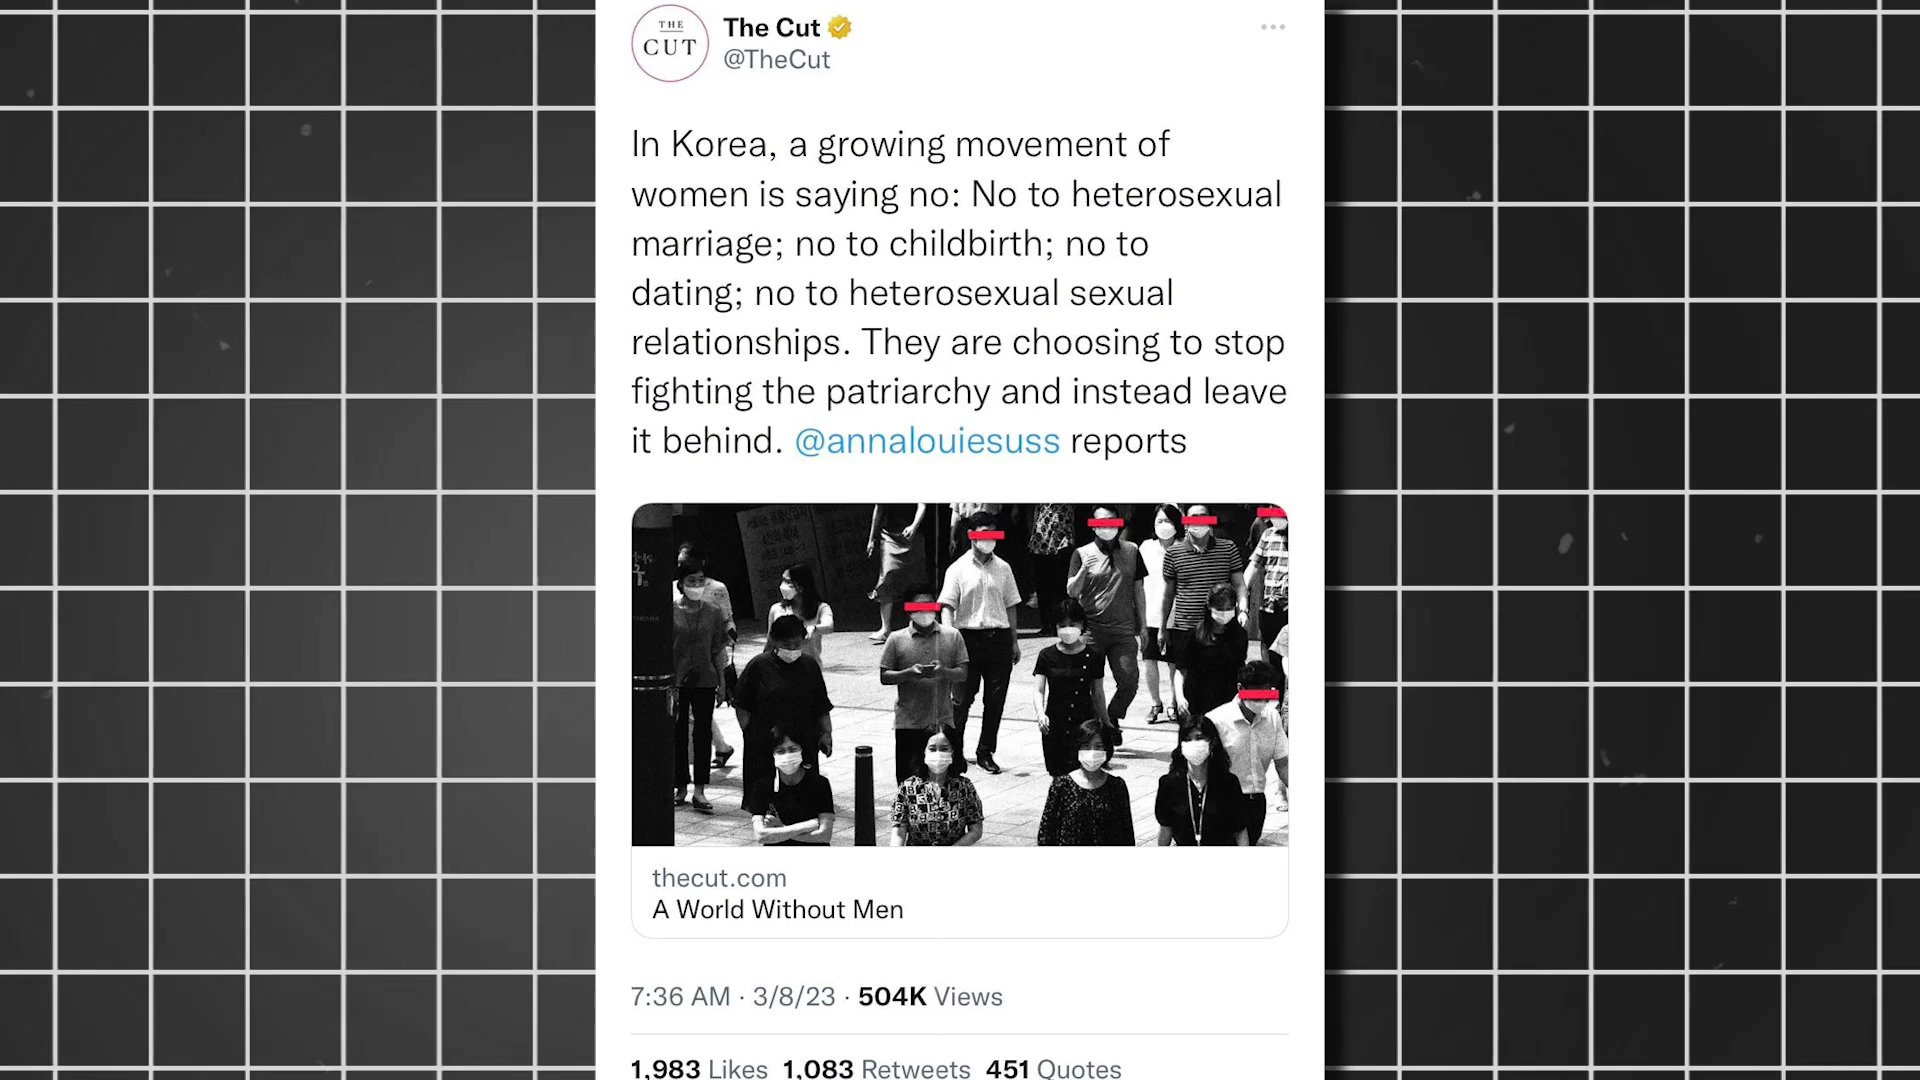 THE
CUT
The Cut
@TheCut
In Korea, a growing movement of
women is saying no: No to heterosexual
marriage; no to childbirth; no to
dating; no to heterosexual sexual
relationships. They are choosing to stop
fighting the patriarchy and instead leave
it behind. @annalouiesuss reports
thecut.com
A World Without Men
7:36 AM · 3/8/23 · 504K Views
1,983 Likes 1,083 Retweets 451 Quotes